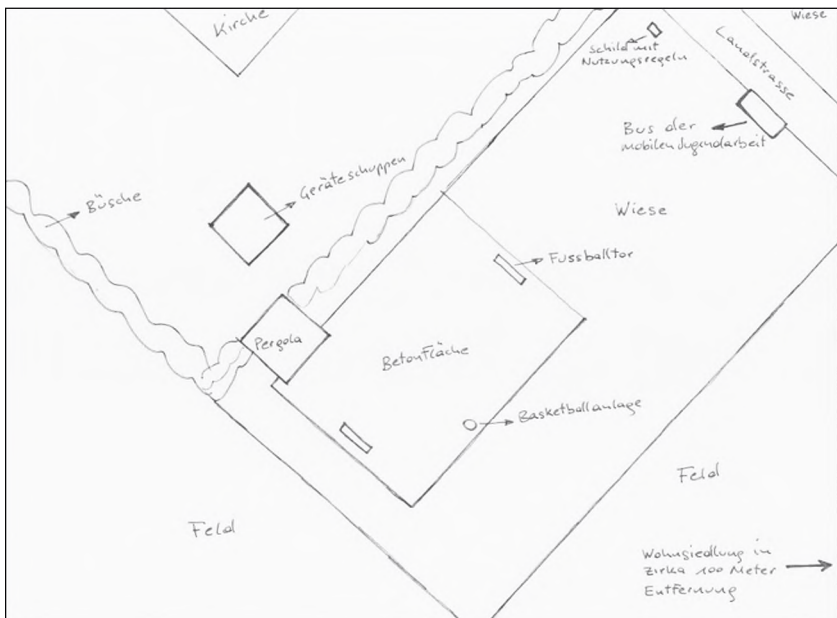 Kirche
Wiese
Schild mit
Nutzungsregeln
Landstrasse
Bus der
mobilen Jugendarbeit
Büsche
Geräteschuppen
Wiese
Fussballtor
Pergola
Betonfläche
Basketballanlage
Feld
Feld
Wohnsiedlung in
zirka 100 Meter
Entfernung